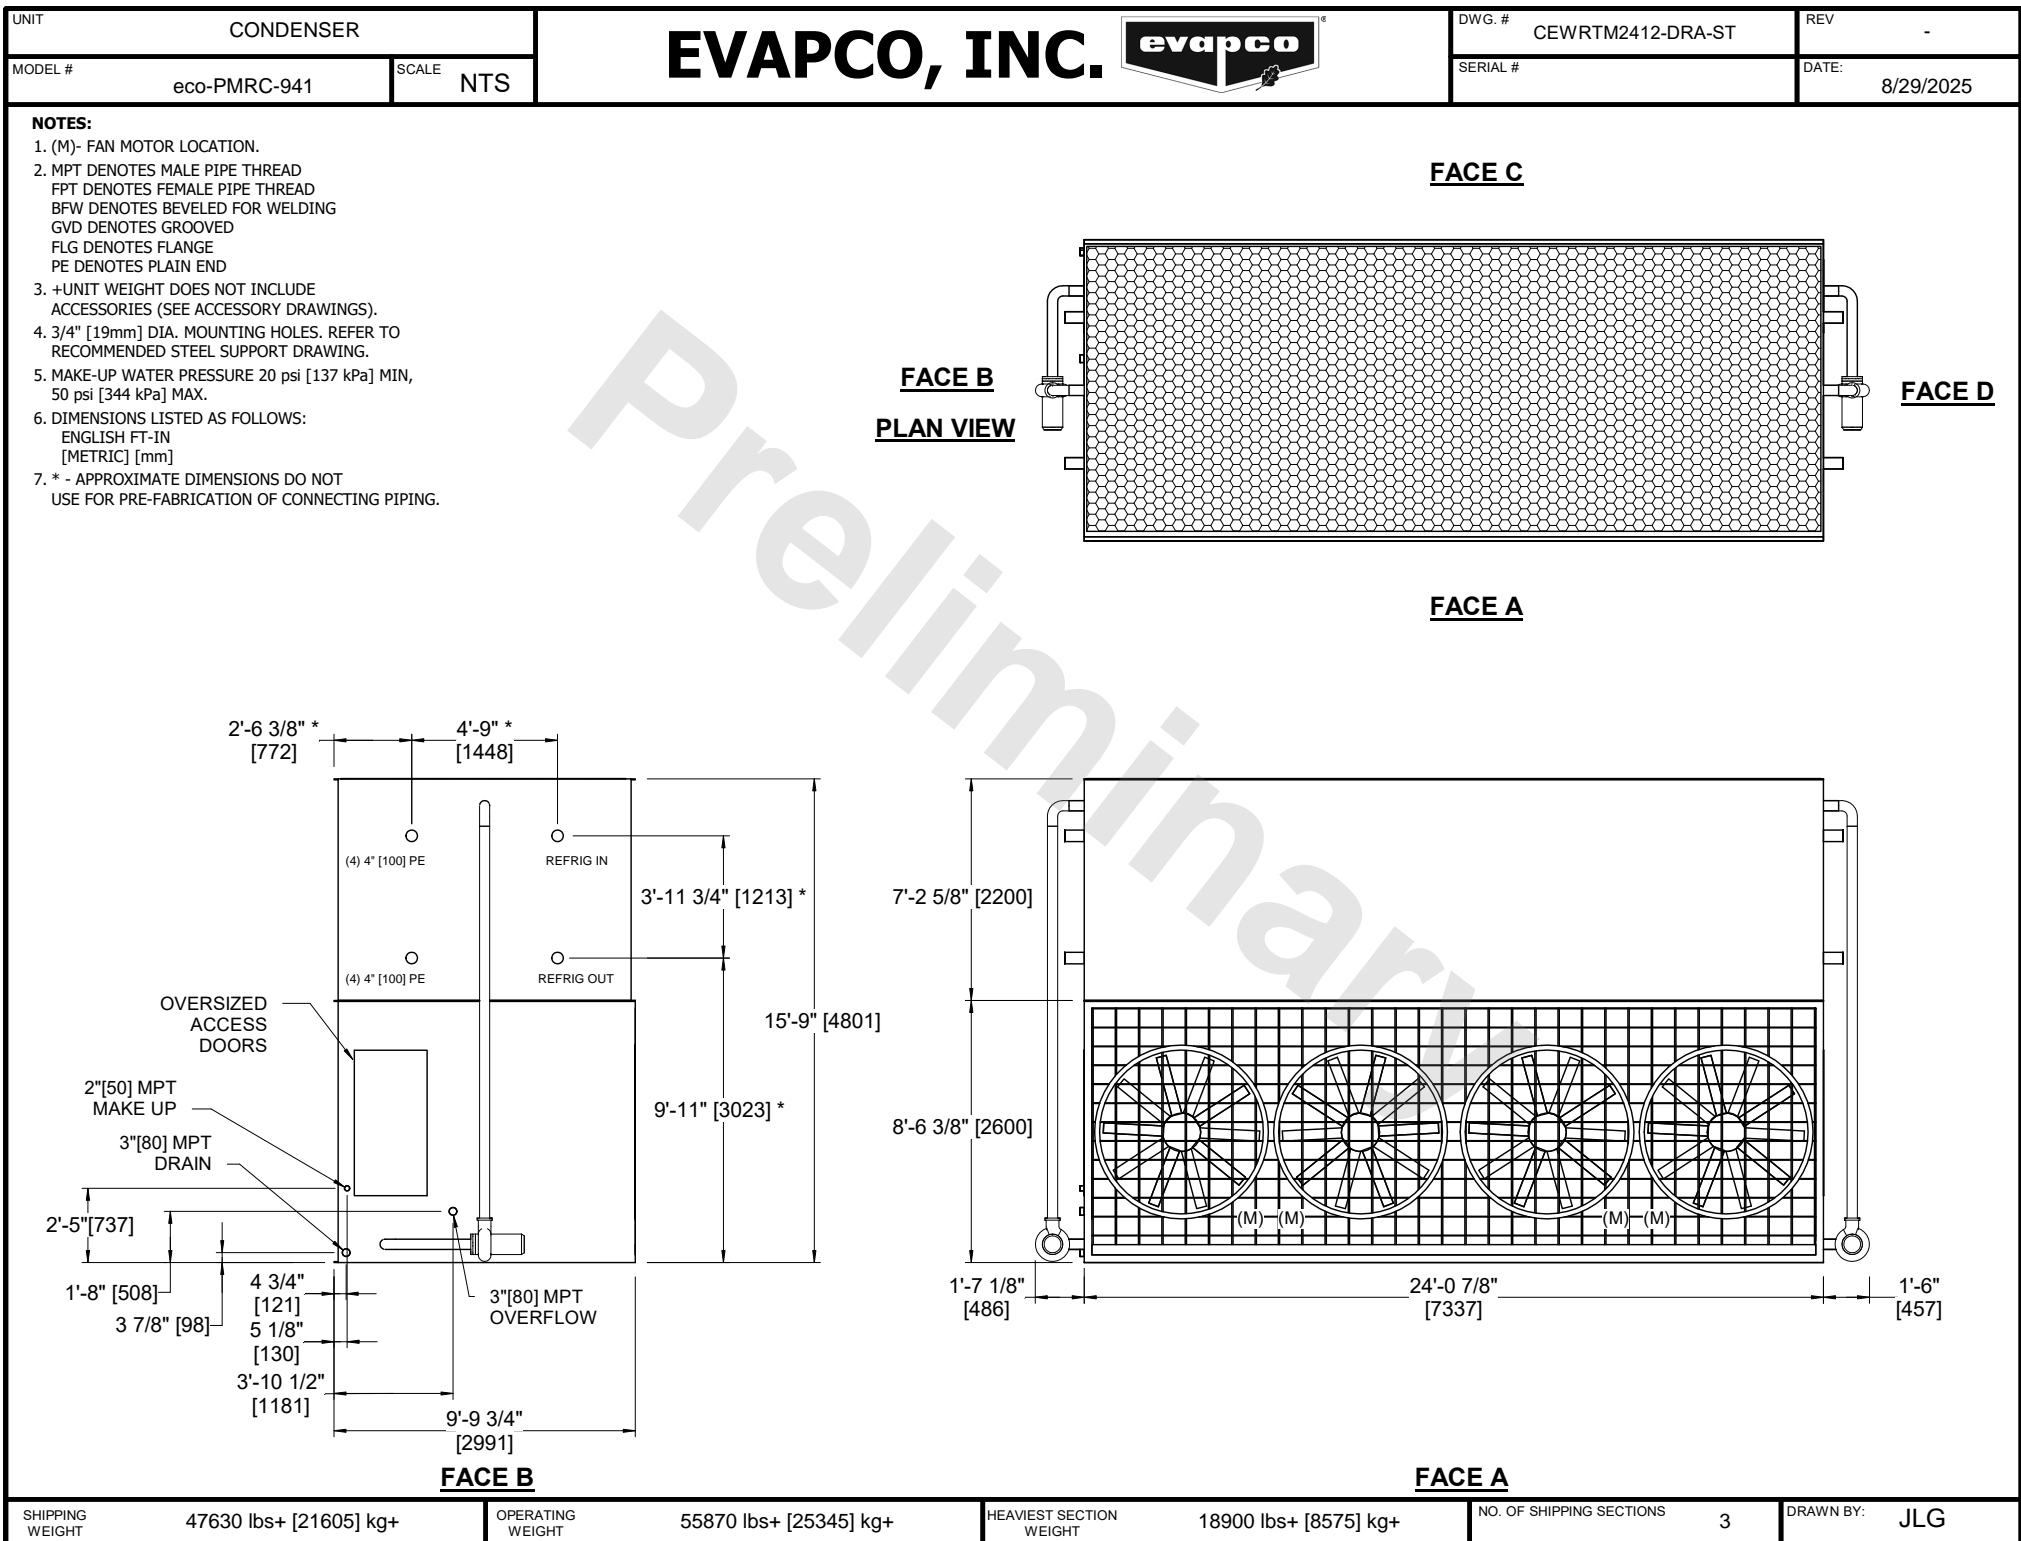 UNIT
CONDENSER
MODEL #
eco-PMRC-941
SCALE
NTS
EVAPCO, INC.
evapco
®
DWG. #
CEWRTM2412-DRA-ST
REV
-
SERIAL #
DATE:
8/29/2025
NOTES:
1. (M)- FAN MOTOR LOCATION.
2. MPT DENOTES MALE PIPE THREAD
FPT DENOTES FEMALE PIPE THREAD
BFW DENOTES BEVELED FOR WELDING
GVD DENOTES GROOVED
FLG DENOTES FLANGE
PE DENOTES PLAIN END
3. +UNIT WEIGHT DOES NOT INCLUDE
ACCESSORIES (SEE ACCESSORY DRAWINGS).
4. 3/4" [19mm] DIA. MOUNTING HOLES. REFER TO
RECOMMENDED STEEL SUPPORT DRAWING.
5. MAKE-UP WATER PRESSURE 20 psi [137 kPa] MIN,
50 psi [344 kPa] MAX.
6. DIMENSIONS LISTED AS FOLLOWS:
ENGLISH FT-IN
[METRIC] [mm]
7. * - APPROXIMATE DIMENSIONS DO NOT
USE FOR PRE-FABRICATION OF CONNECTING PIPING.
FACE C
FACE B
PLAN VIEW
FACE D
FACE A
Preliminary
2'-6 3/8" *
[772]
4'-9" *
[1448]
(4) 4" [100] PE
REFRIG IN
3'-11 3/4" [1213] *
(4) 4" [100] PE
REFRIG OUT
OVERSIZED
ACCESS
DOORS
15'-9" [4801]
2"[50] MPT
MAKE UP
9'-11" [3023] *
3"[80] MPT
DRAIN
2'-5"[737]
1'-8" [508]
3 7/8" [98]
4 3/4"
[121]
5 1/8"
[130]
3"[80] MPT
OVERFLOW
3'-10 1/2"
[1181]
9'-9 3/4"
[2991]
FACE B
7'-2 5/8" [2200]
8'-6 3/8" [2600]
(M) (M) (M) (M)
1'-7 1/8"
[486]
24'-0 7/8"
[7337]
1'-6"
[457]
FACE A
SHIPPING
WEIGHT
47630 lbs+ [21605] kg+
OPERATING
WEIGHT
55870 lbs+ [25345] kg+
HEAVIEST SECTION
WEIGHT
18900 lbs+ [8575] kg+
NO. OF SHIPPING SECTIONS
3
DRAWN BY:
JLG